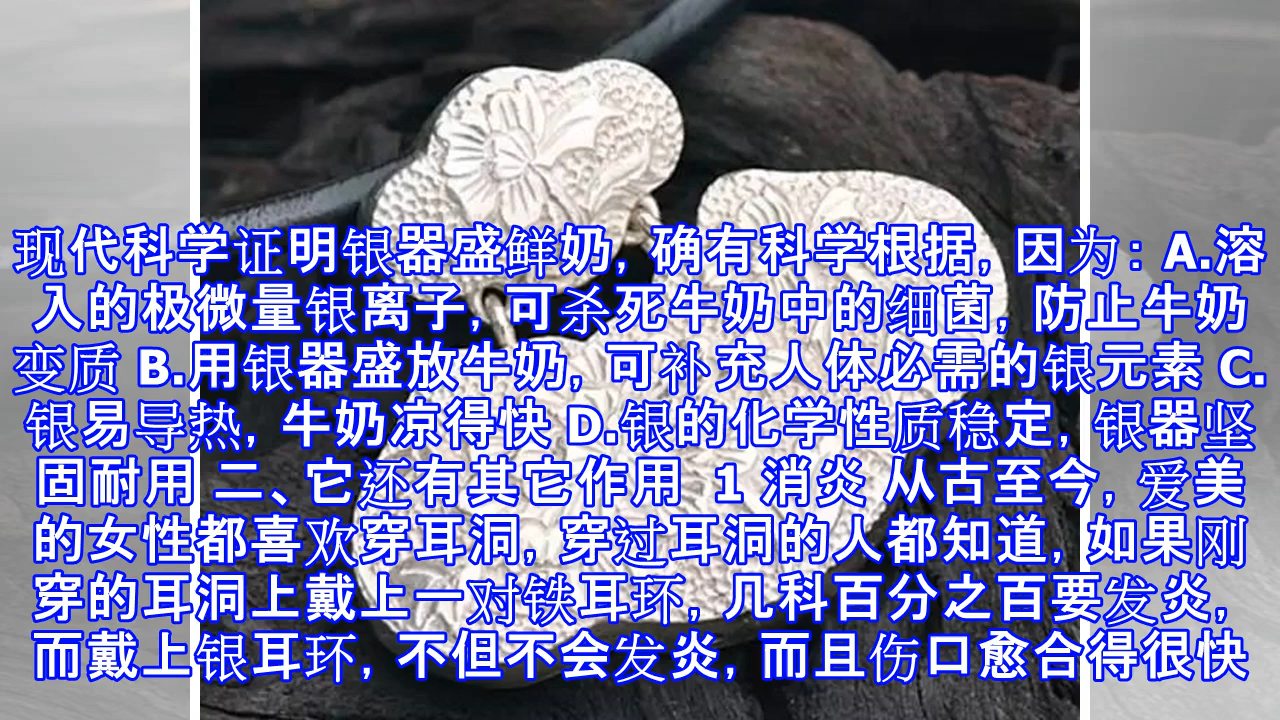 现代科学证明银器盛鲜奶, 确有科学根据, 因为: A.溶
入的极微量银离子, 可杀死牛奶中的细菌, 防止牛奶
变质 B.用银器盛放牛奶, 可补充人体必需的银元素 C.
银易导热, 牛奶凉得快 D.银的化学性质稳定, 银器坚
固耐用 二、它还有其它作用 1 消炎 从古至今, 爱美
的女性都喜欢穿耳洞, 穿过耳洞的人都知道, 如果刚
穿的耳洞上戴上一对铁耳环, 几科百分之百要发炎,
而戴上银耳环, 不但不会发炎, 而且伤口愈合得很快